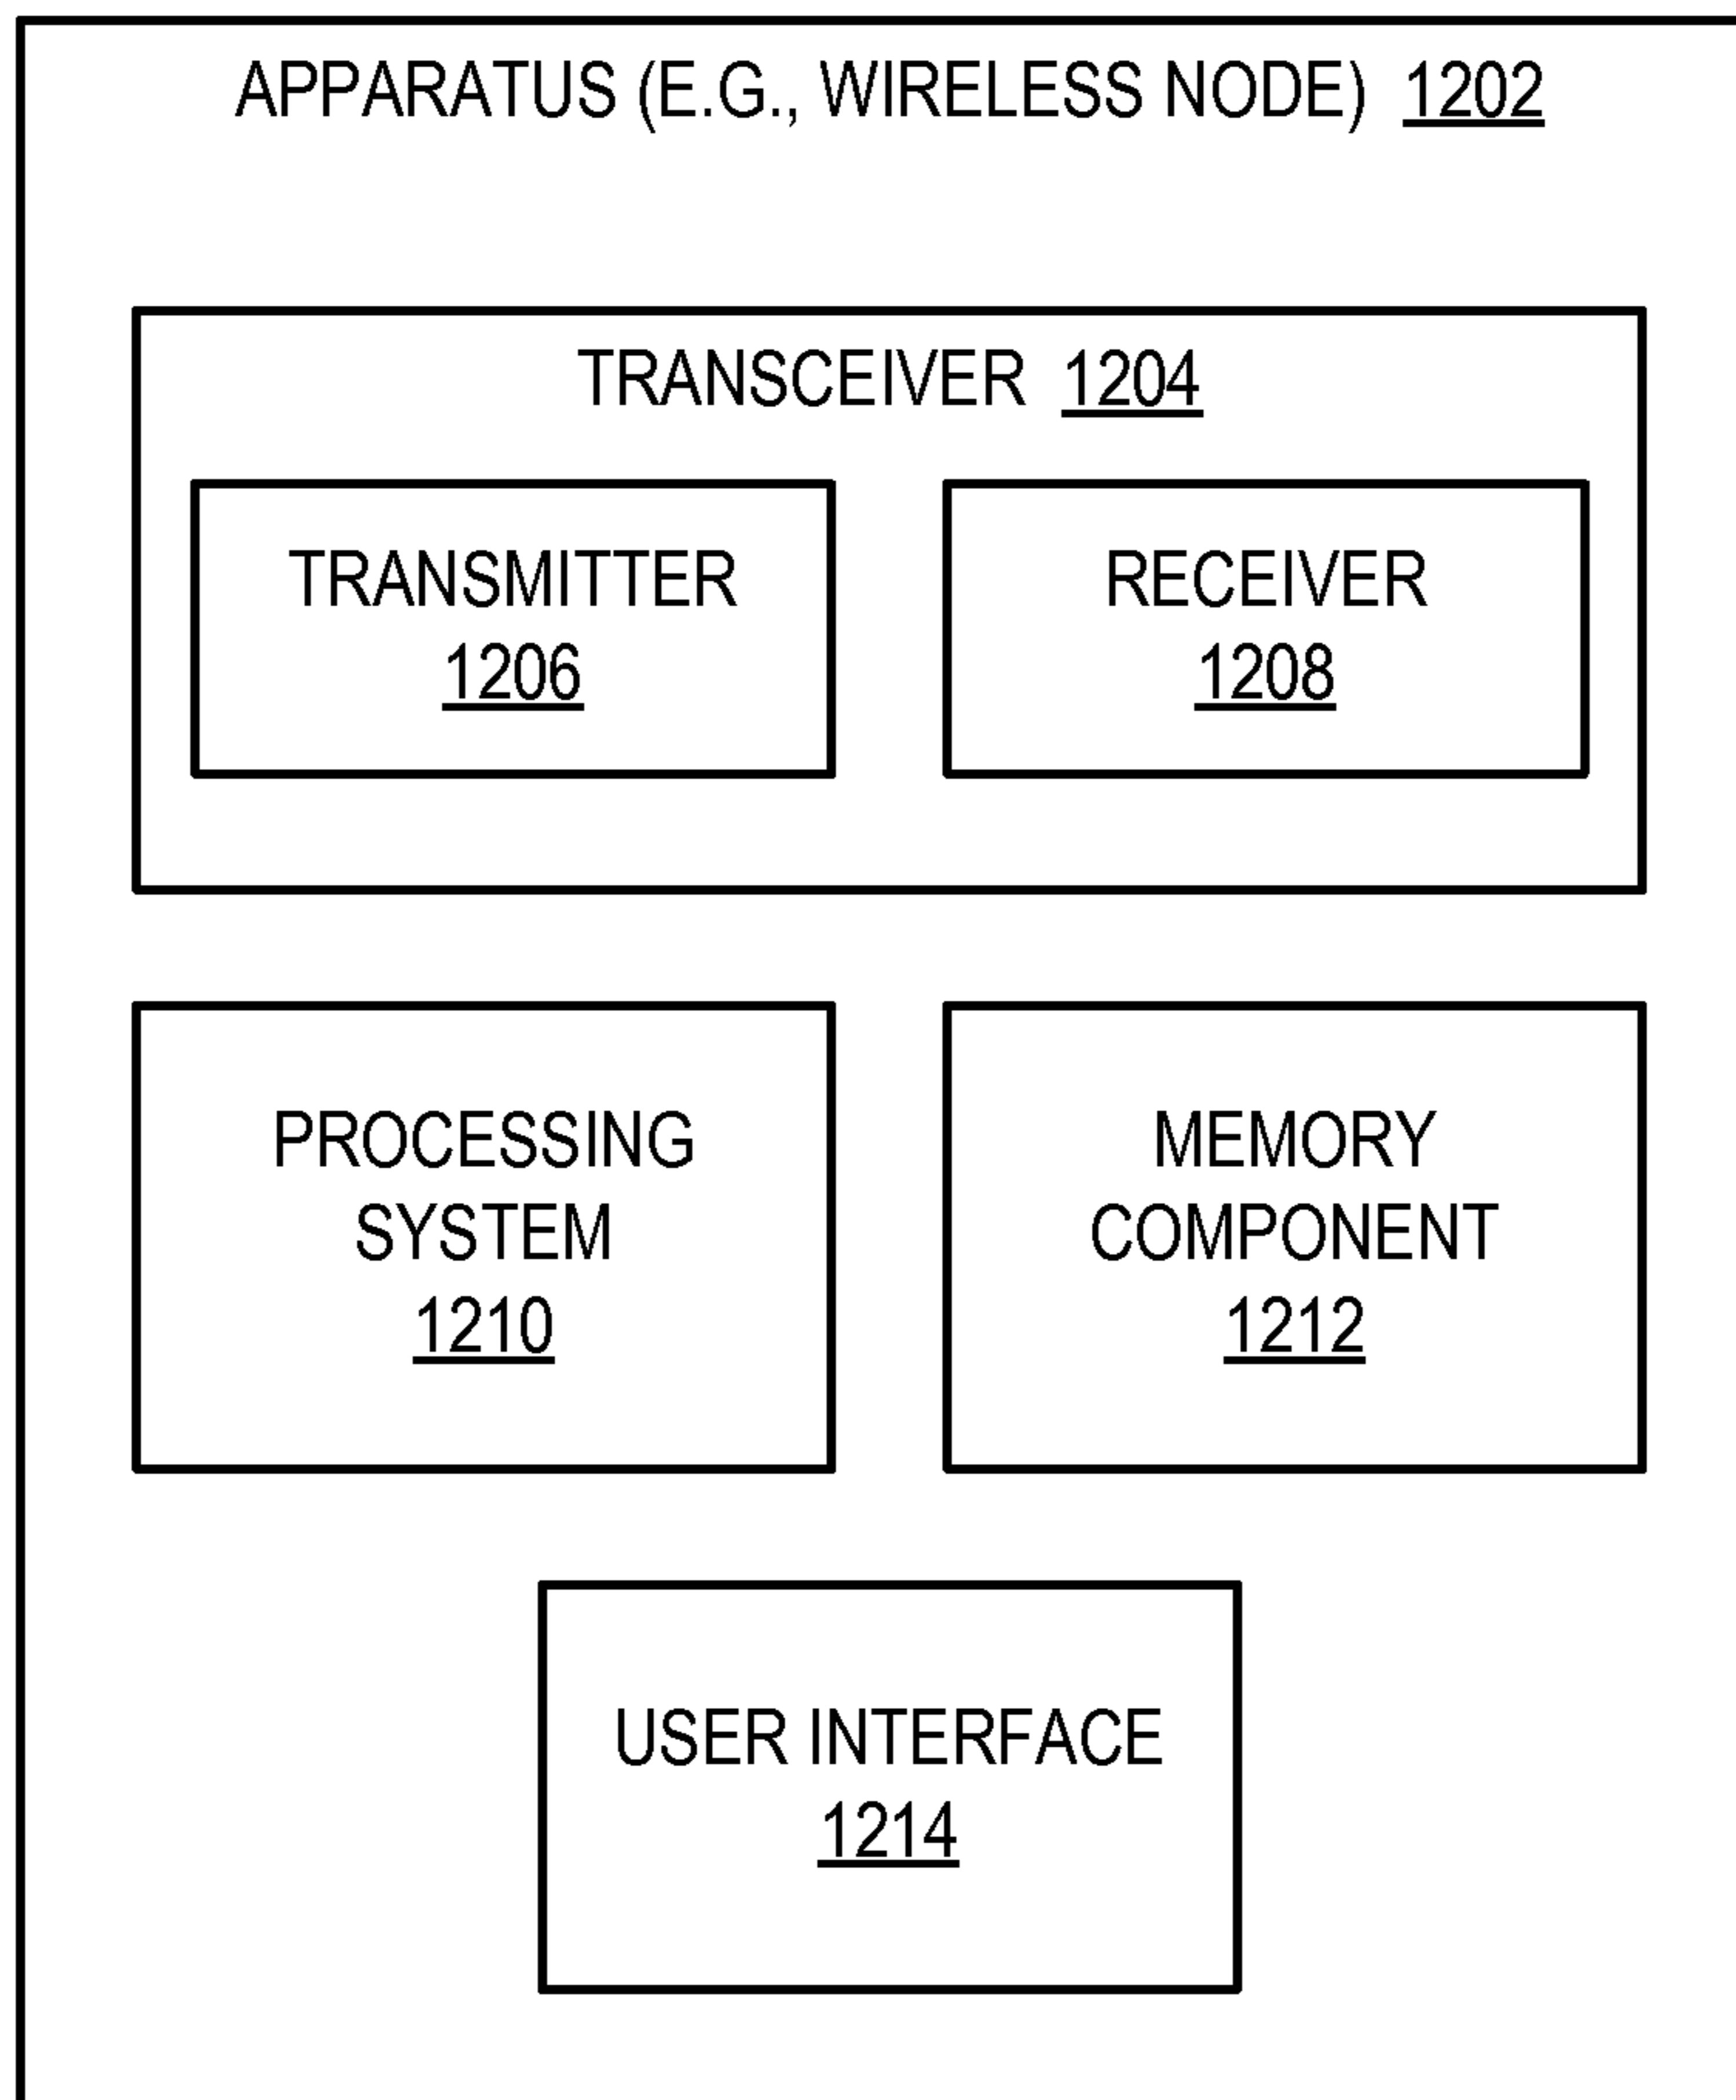 APPARATUS (E.G., WIRELESS NODE) 1202
TRANSCEIVER 1204
TRANSMITTER
1206
RECEIVER
1208
PROCESSING
SYSTEM
1210
MEMORY
COMPONENT
1212
USER INTERFACE
1214